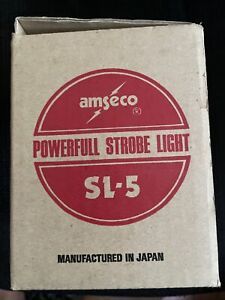 amseco
®
POWERFULL STROBE LIGHT
SL-5
MANUFACTURED IN JAPAN